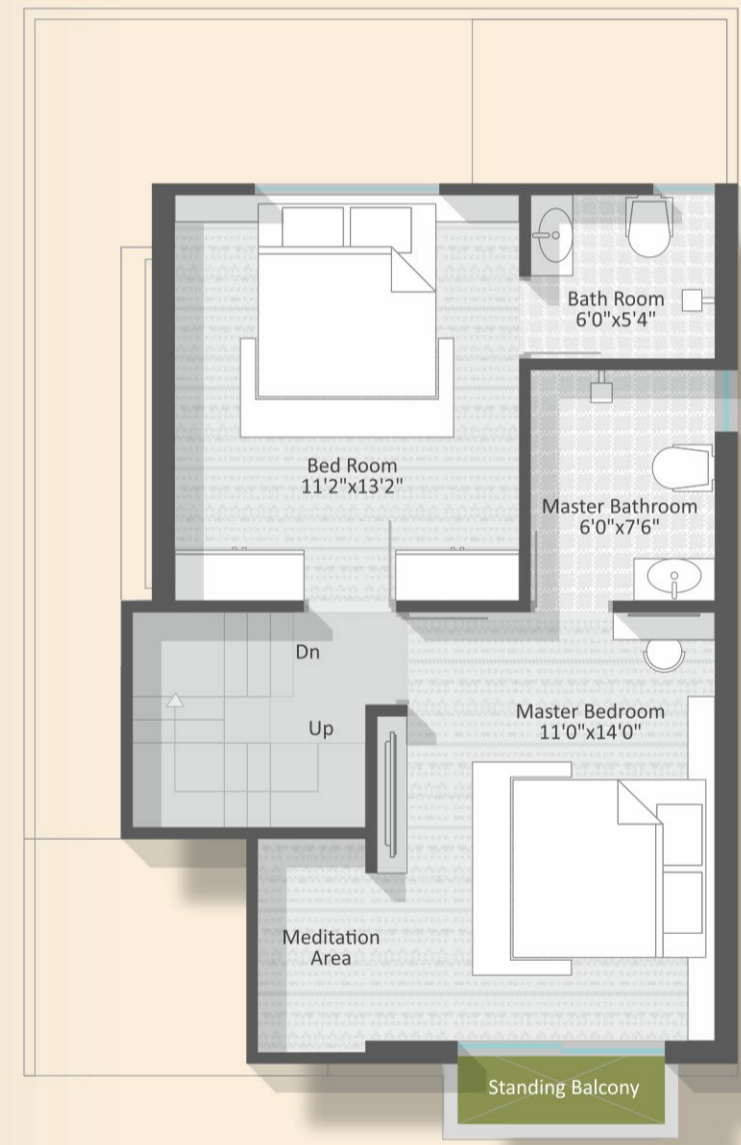 Bath Room
6'0"x5'4"
Bed Room
11'2"x13'2"
Master Bathroom
6'0"x7'6"
Dn
Up
Master Bedroom
11'0"x14'0"
Meditation
Area
Standing Balcony